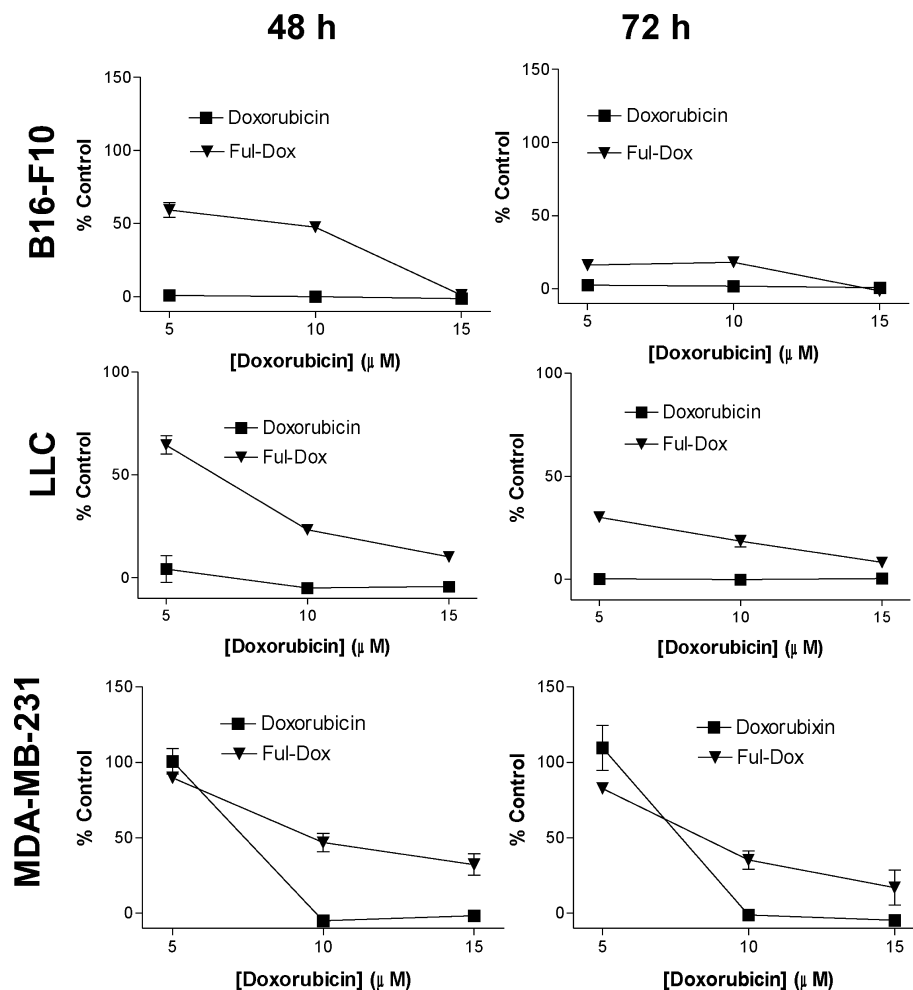 48 h
72 h
B16-F10
150
100
50
0
% Control
Doxorubicin
Ful-Dox
5
10
15
[Doxorubicin] (μ M)
150
100
50
0
% Control
Doxorubicin
Ful-Dox
5
10
15
[Doxorubicin] (μ M)
LLC
100
50
0
% Control
Doxorubicin
Ful-Dox
5
10
15
[Doxorubicin] (μ M)
100
50
0
% Control
Doxorubicin
Ful-Dox
5
10
15
[Doxorubicin] (μ M)
MDA-MB-231
150
100
50
0
% Control
Doxorubicin
Ful-Dox
5
10
15
[Doxorubicin] (μ M)
150
100
50
0
% Control
Doxorubixin
Ful-Dox
5
10
15
[Doxorubicin] (μ M)